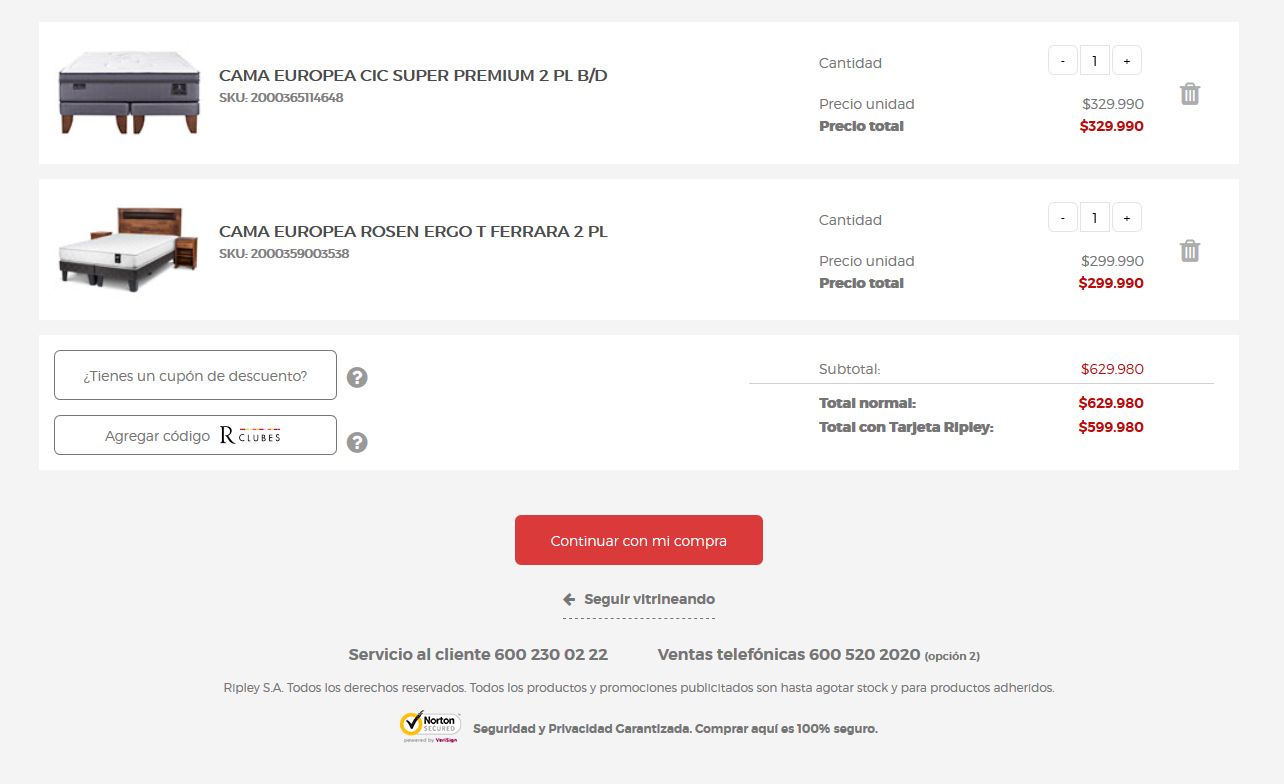 CAMA EUROPEA CIC SUPER PREMIUM 2 PL B/D
SKU: 2000365114648
Cantidad
- 1 +
Precio unidad $329.990
Precio total $329.990
CAMA EUROPEA ROSEN ERGO T FERRARA 2 PL
SKU: 2000359003538
Cantidad
- 1 +
Precio unidad $299.990
Precio total $299.990
¿Tienes un cupón de descuento? ?
Agregar código R CLUBES ?
Subtotal: $629.980
Total normal: $629.980
Total con Tarjeta Ripley: $599.980
Continuar con mi compra
Seguir vitrineando
Servicio al cliente 600 230 02 22 Ventas telefónicas 600 520 2020 (opción 2)
Ripley S.A. Todos los derechos reservados. Todos los productos y promociones publicitados son hasta agotar stock y para productos adheridos.
Norton
SECURED
powered by VeriSign
Seguridad y Privacidad Garantizada. Comprar aquí es 100% seguro.